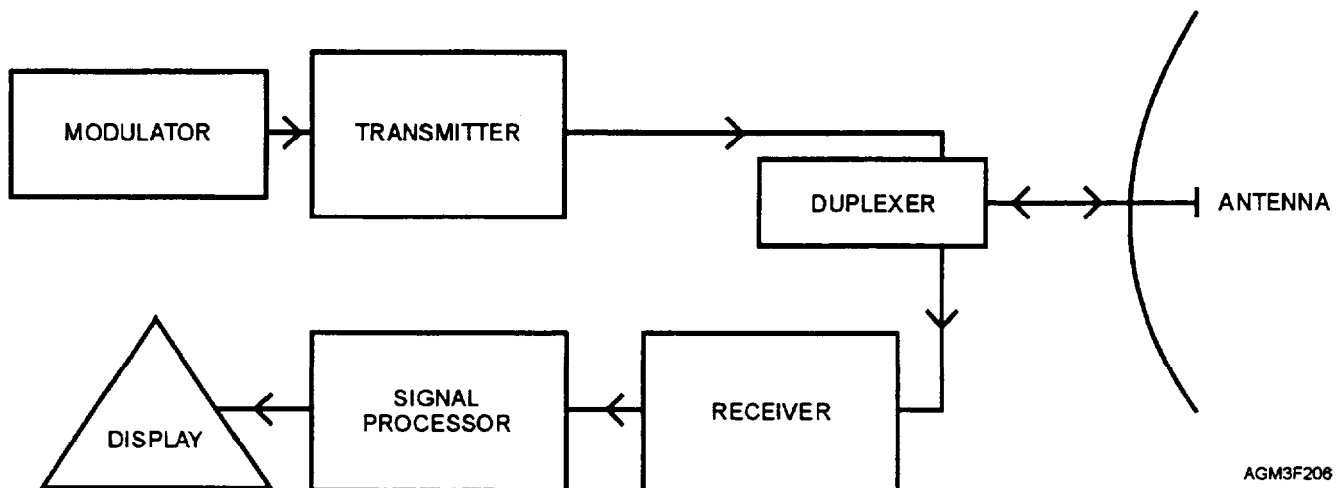 MODULATOR
TRANSMITTER
DUPLEXER
ANTENNA
SIGNAL
PROCESSOR
RECEIVER
DISPLAY
AGM3F206